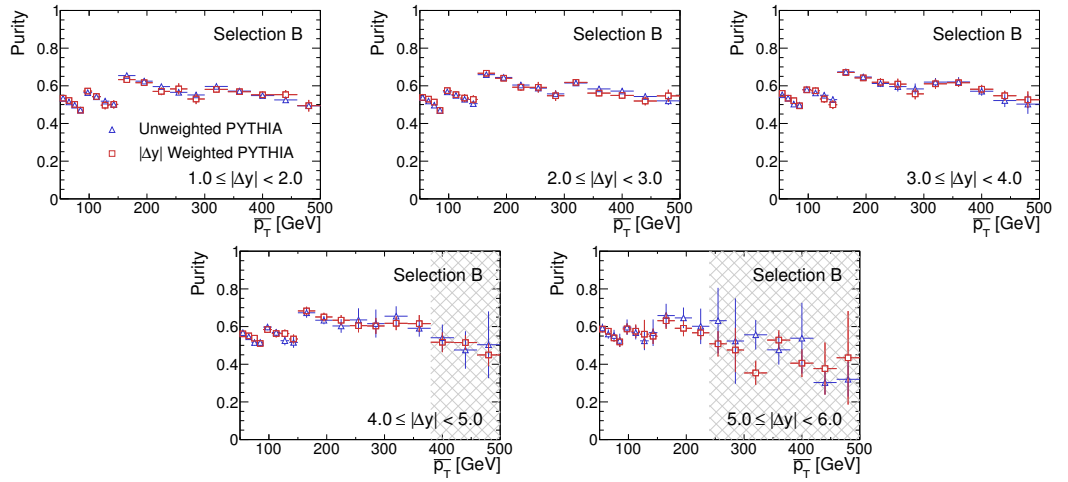 Purity
1
0.8
0.6
0.4
0.2
0
Selection B
Unweighted PYTHIA
|Δy| Weighted PYTHIA
1.0 ≤ |Δy| < 2.0
100 200 300 400 500
p̅_T [GeV]
Purity
1
0.8
0.6
0.4
0.2
0
Selection B
2.0 ≤ |Δy| < 3.0
100 200 300 400 500
p̅_T [GeV]
Purity
1
0.8
0.6
0.4
0.2
0
Selection B
3.0 ≤ |Δy| < 4.0
100 200 300 400 500
p̅_T [GeV]
Purity
1
0.8
0.6
0.4
0.2
0
Selection B
4.0 ≤ |Δy| < 5.0
100 200 300 400 500
p̅_T [GeV]
Purity
1
0.8
0.6
0.4
0.2
0
Selection B
5.0 ≤ |Δy| < 6.0
100 200 300 400 500
p̅_T [GeV]